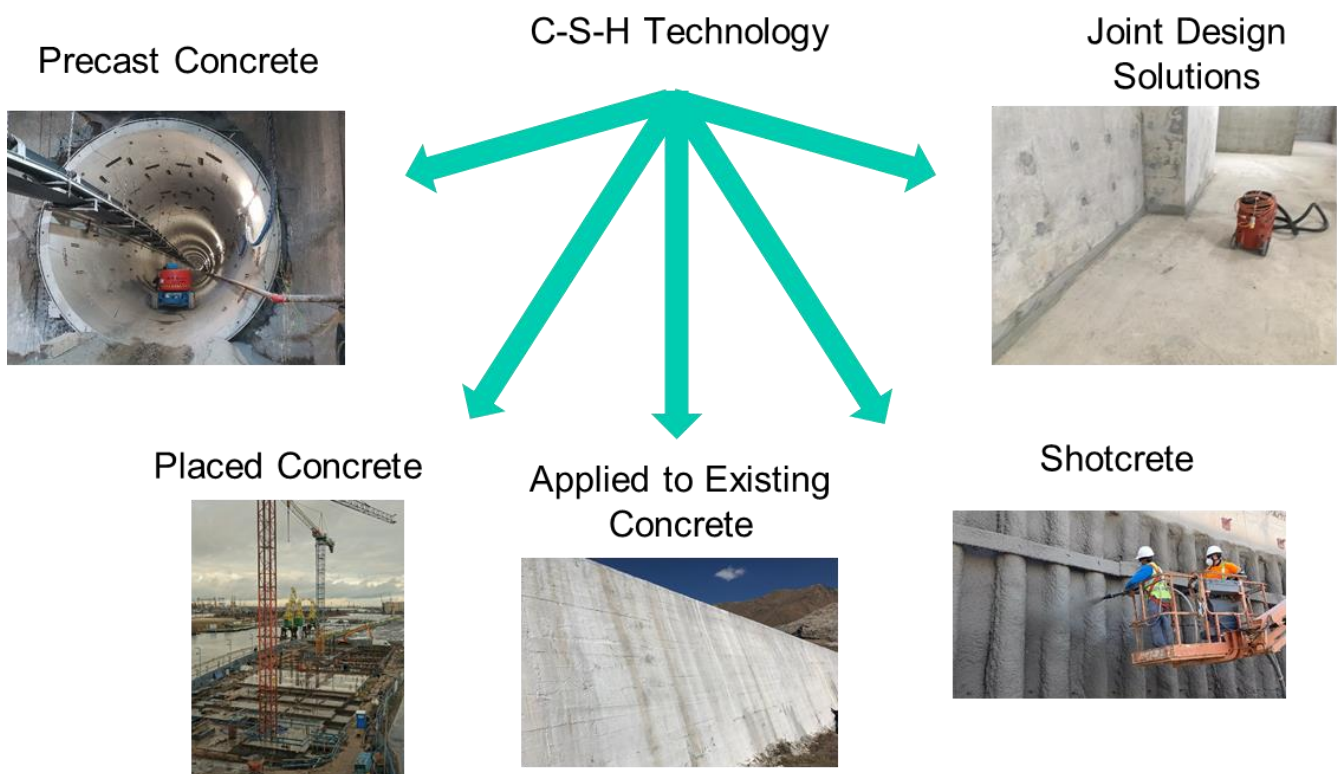 C-S-H Technology
Precast Concrete
Joint Design
Solutions
Placed Concrete
Applied to Existing
Concrete
Shotcrete